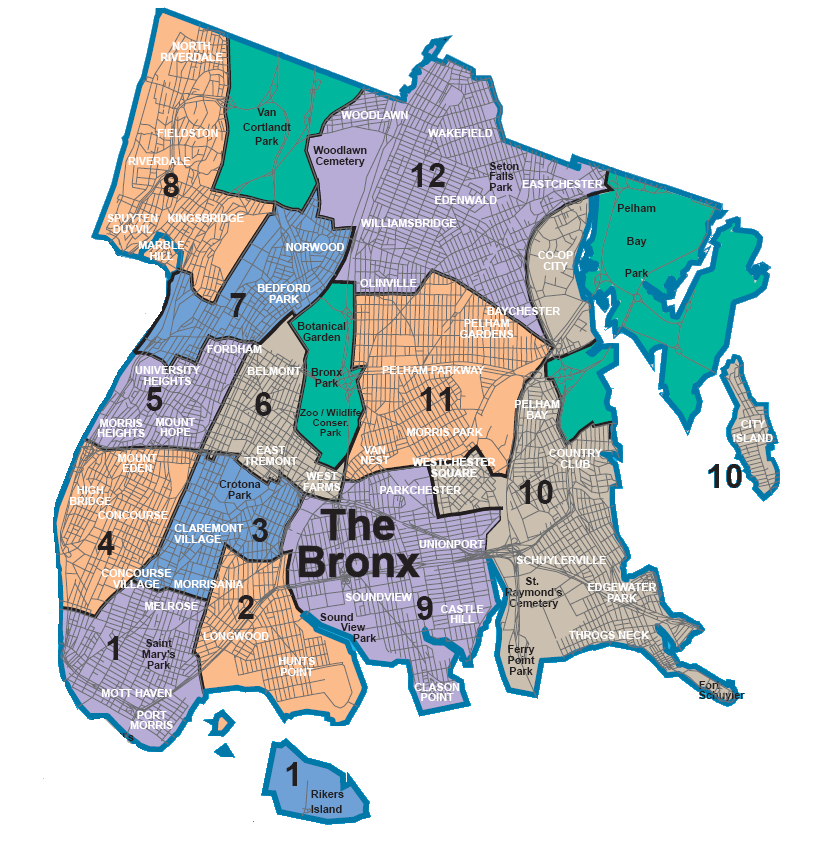 NORTH
RIVERDALE
Van
Cortlandt
Park
WOODLAWN
FIELDSTON
WAKEFIELD
Woodlawn
Cemetery
RIVERDALE
8
12
Seton
Falls
Park
EASTCHESTER
EDENWALD
Pelham
Bay
Park
SPUYTEN
DUYVIL
KINGSBRIDGE
WILLIAMSBRIDGE
MARBLE
HILL
NORWOOD
CO-OP
CITY
OLINVILLE
BEDFORD
PARK
7
BAYCHESTER
PELHAM
GARDENS
Botanical
Garden
FORDHAM
UNIVERSITY
HEIGHTS
BELMONT
Bronx
Park
PELHAM PARKWAY
5
6
11
PELHAM
BAY
Zoo / Wildlife
Conser.
Park
MORRIS
HEIGHTS
MOUNT
HOPE
MORRIS PARK
CITY
ISLAND
10
MOUNT
EDEN
EAST
TREMONT
VAN
NEST
WESTCHESTER
SQUARE
COUNTRY
CLUB
WEST
FARMS
HIGH
BRIDGE
Crotona
Park
PARKCHESTER
10
CONCOURSE
CLAREMONT
VILLAGE
3
The
Bronx
4
UNIONPORT
SCHUYLERVILLE
CONCOURSE
VILLAGE
MORRISANIA
St.
Raymond's
Cemetery
EDGEWATER
PARK
MELROSE
2
SOUNDVIEW
9
CASTLE
HILL
Sound
View
Park
LONGWOOD
THROGS NECK
1
Saint
Mary's
Park
HUNTS
POINT
Ferry
Point
Park
MOTT HAVEN
CLASON
POINT
Fort
Schuyler
PORT
MORRIS
1
Rikers
Island